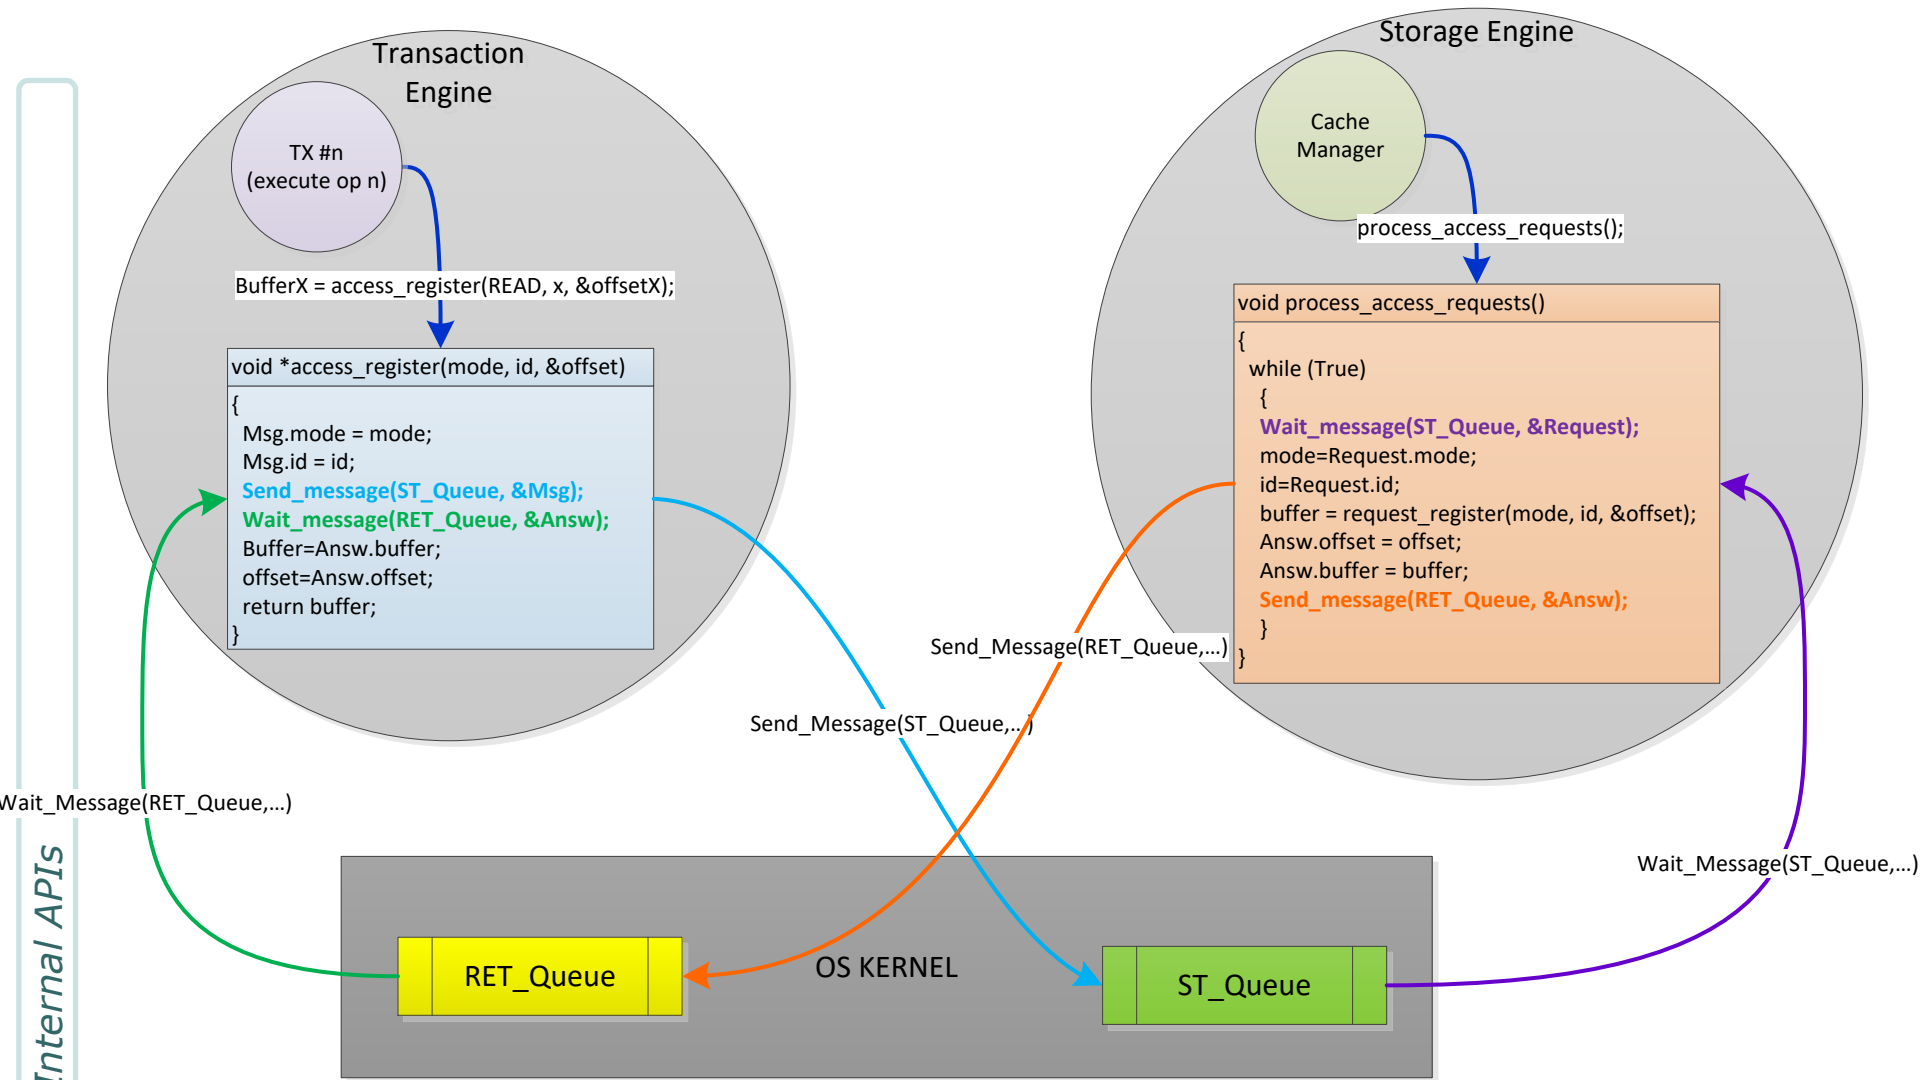 Transaction
Engine
TX #n
(execute op n)
BufferX = access_register(READ, x, &offsetX);
void *access_register(mode, id, &offset)
{
Msg.mode = mode;
Msg.id = id;
Send_message(ST_Queue, &Msg);
Wait_message(RET_Queue, &Answ);
Buffer=Answ.buffer;
offset=Answ.offset;
return buffer;
}
Storage Engine
Cache
Manager
process_access_requests();
void process_access_requests()
{
while (True)
{
Wait_message(ST_Queue, &Request);
mode=Request.mode;
id=Request.id;
buffer = request_register(mode, id, &offset);
Answ.offset = offset;
Answ.buffer = buffer;
Send_message(RET_Queue, &Answ);
}
}
Send_Message(RET_Queue,...)
Send_Message(ST_Queue,...)
Wait_Message(RET_Queue,...)
Wait_Message(ST_Queue,...)
Internal APIs
RET_Queue
OS KERNEL
ST_Queue